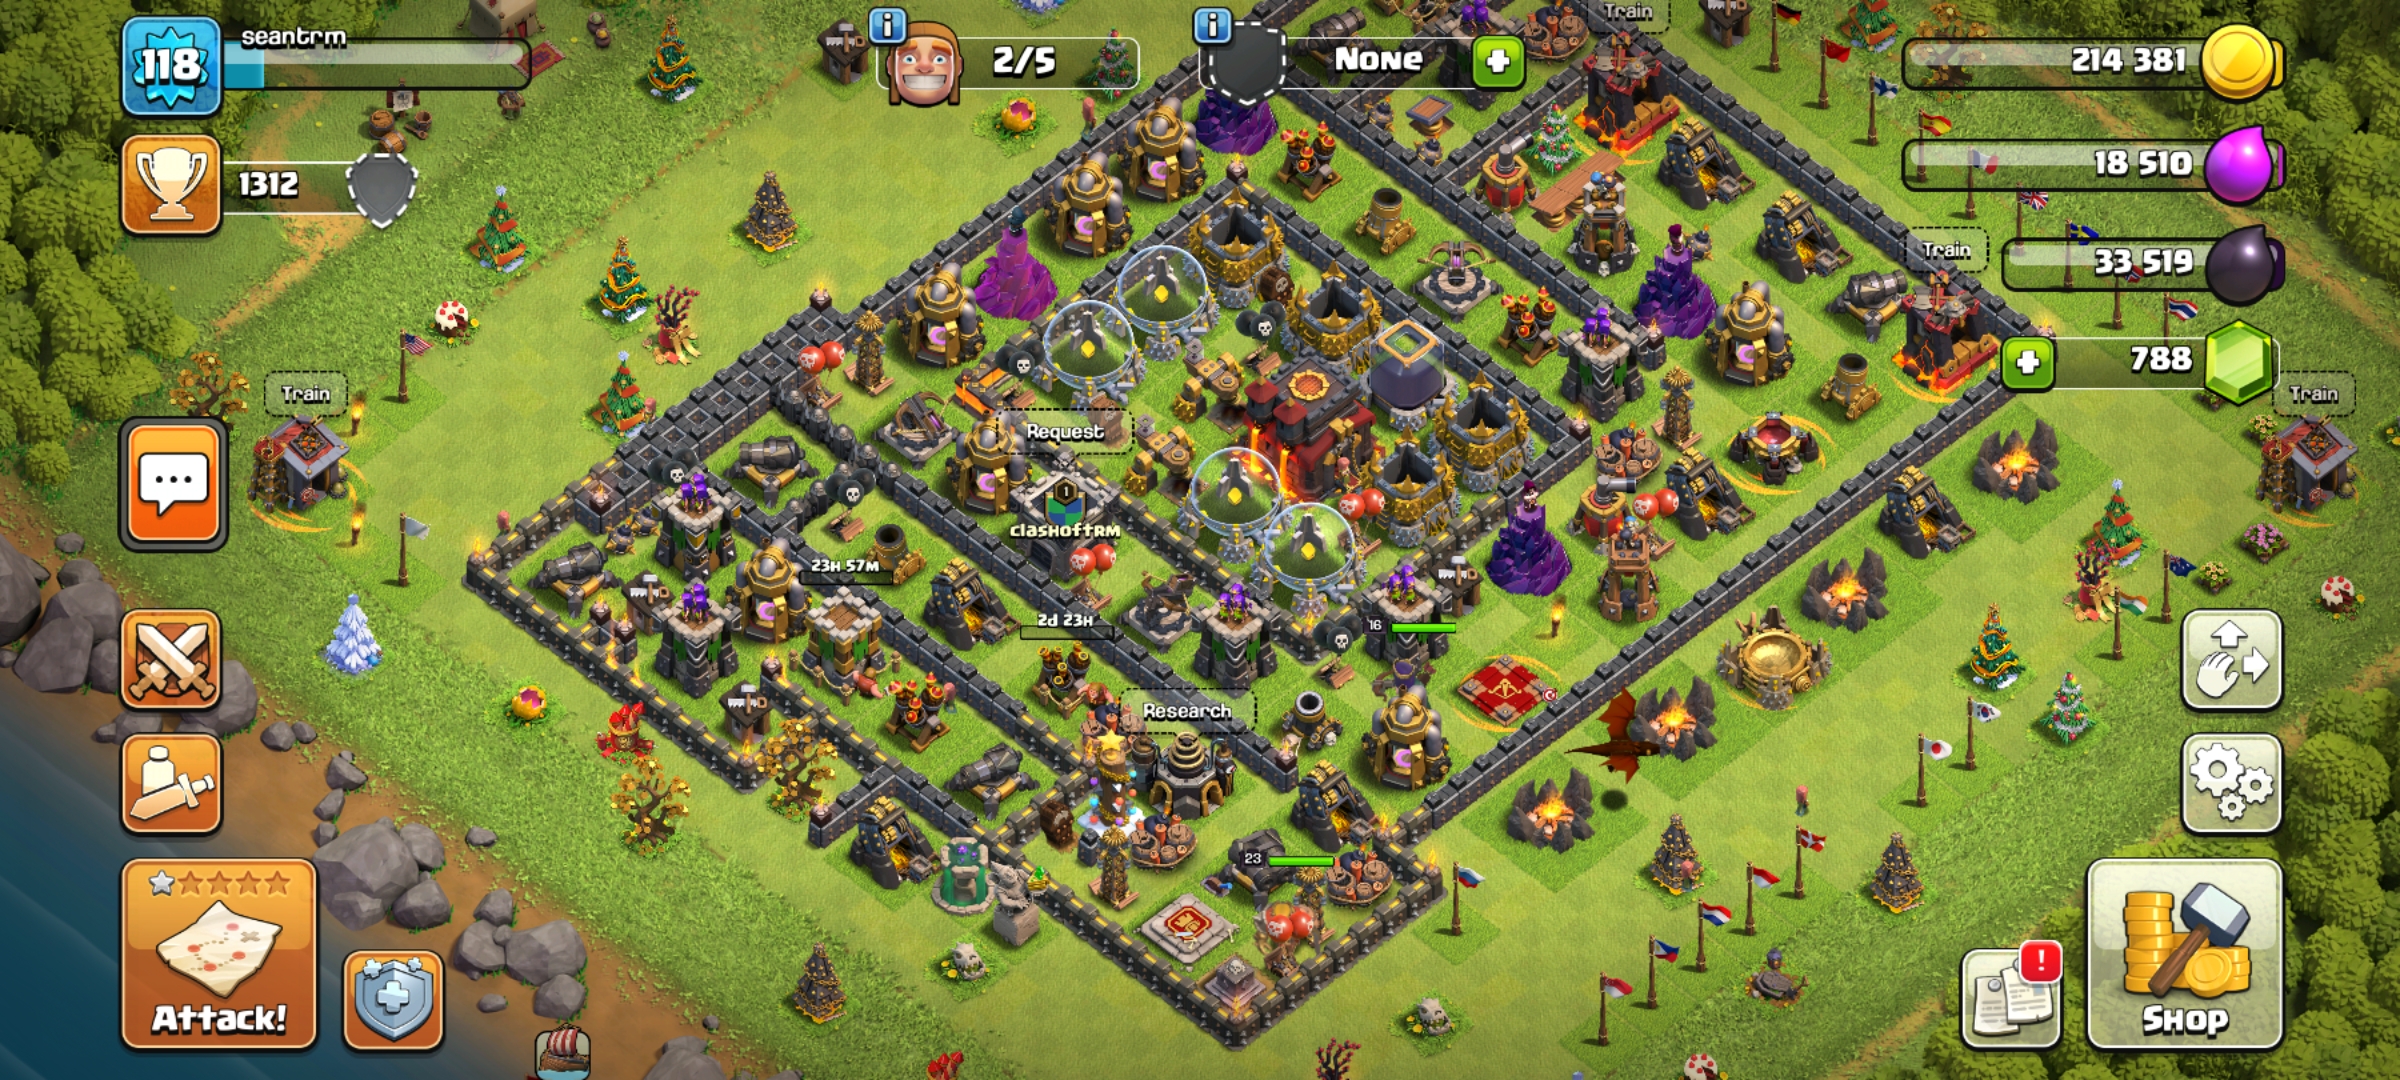 118
seantrm
2/5
None
Train
214 381
1312
18 510
Train
33 519
788
Train
Train
Request
1
clashoftrm
23H 57M
2d 23H
16
Research
23
Attack!
!
Shop